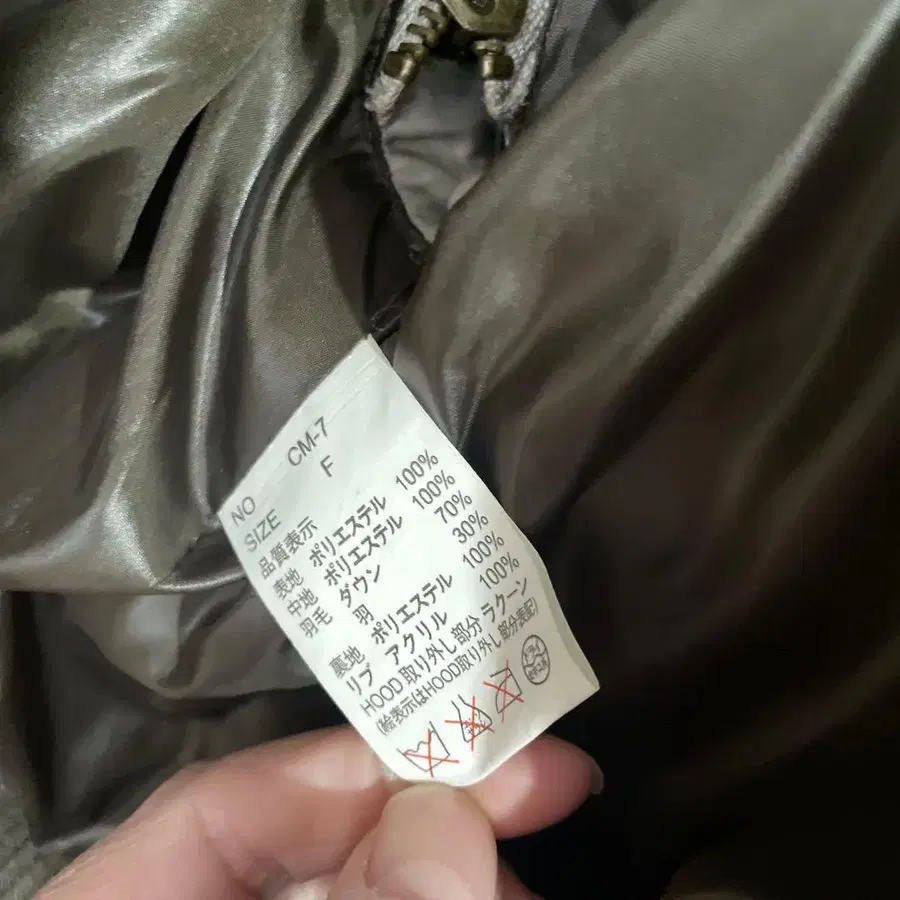 NO CM-7
SIZE F
品質表示
表地 ポリエステル 100%
中地 ポリエステル 100%
羽毛 ダウン 70%
羽 30%
裏地 ポリエステル 100%
リブ アクリル 100%
HOOD取り外し部分 ラクーン
(絵表示はHOOD取り外し部分表記)